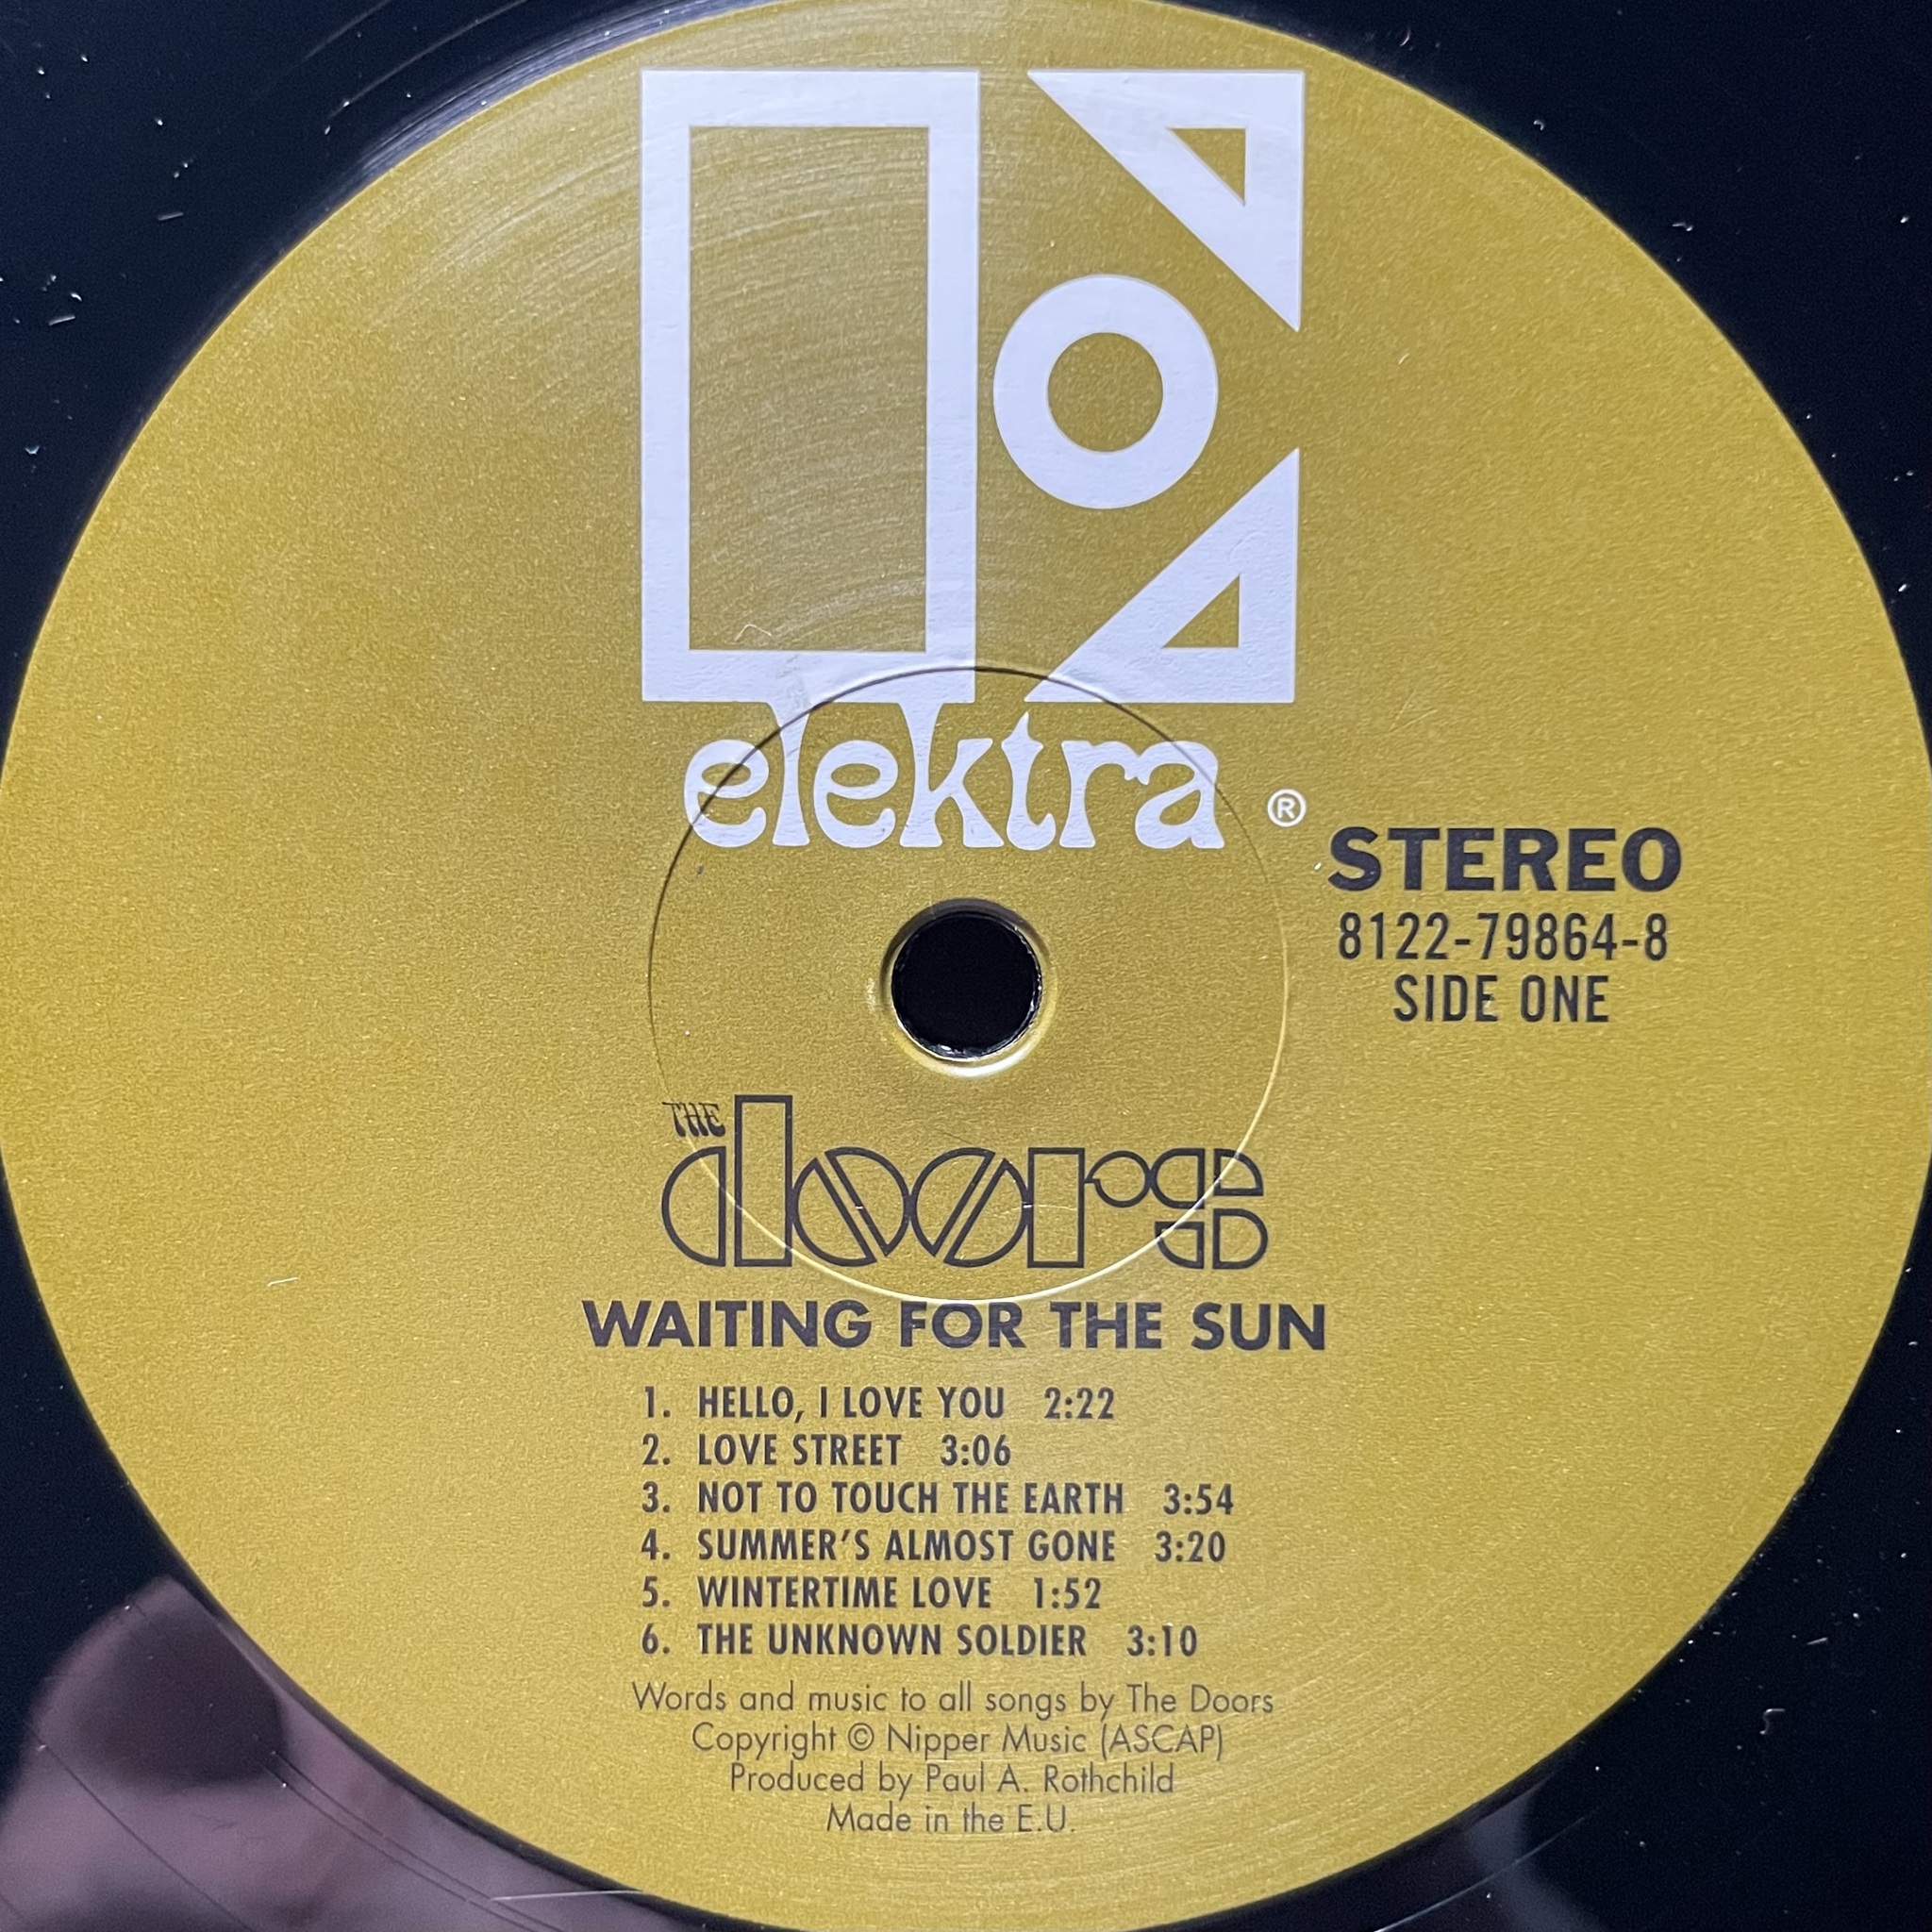 elektra ®
STEREO
8122-79864-8
SIDE ONE
THE
doors
WAITING FOR THE SUN
1. HELLO, I LOVE YOU 2:22
2. LOVE STREET 3:06
3. NOT TO TOUCH THE EARTH 3:54
4. SUMMER'S ALMOST GONE 3:20
5. WINTERTIME LOVE 1:52
6. THE UNKNOWN SOLDIER 3:10
Words and music to all songs by The Doors
Copyright © Nipper Music (ASCAP)
Produced by Paul A. Rothchild
Made in the E.U.